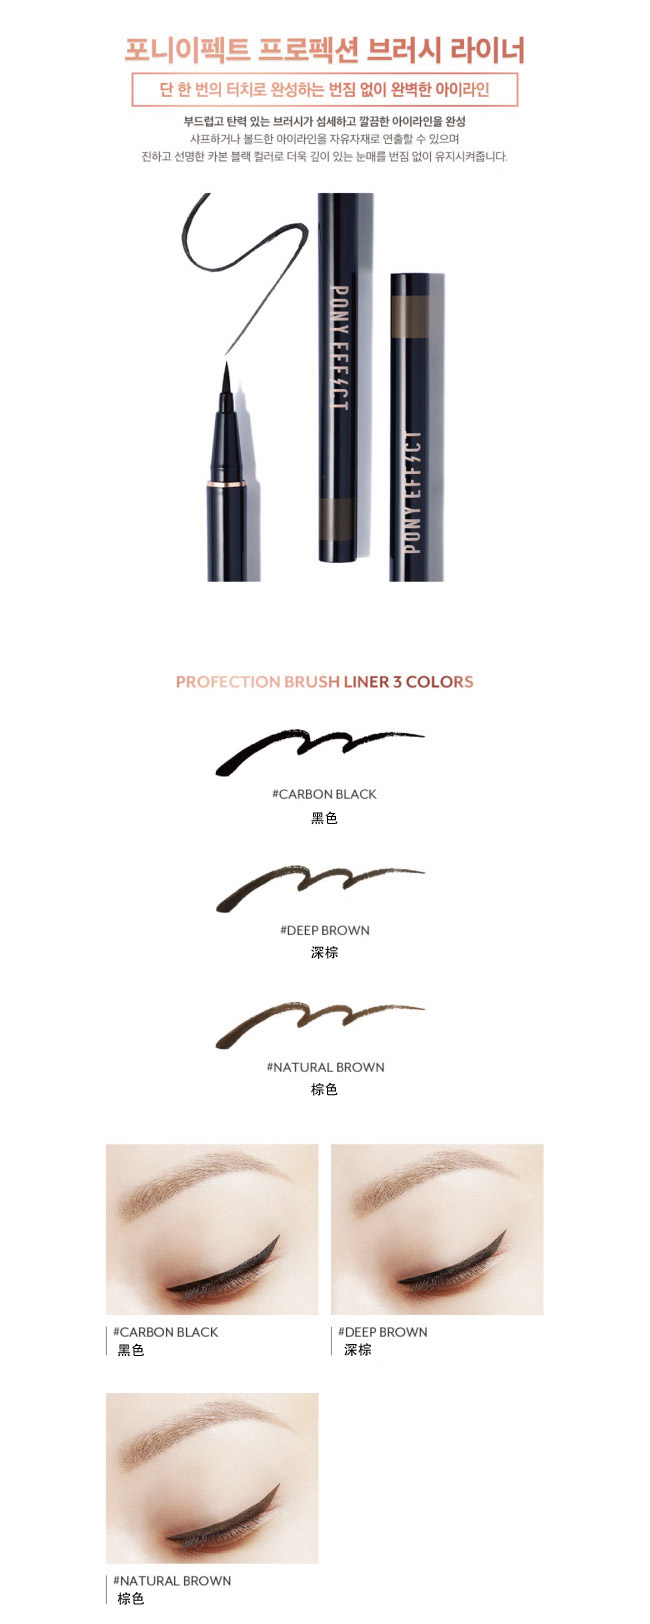 포니이펙트 프로펙션 브러시 라이너
단 한 번의 터치로 완성하는 번짐 없이 완벽한 아이라인
부드럽고 탄력 있는 브러시가 섬세하고 깔끔한 아이라인을 완성
샤프하거나 볼드한 아이라인을 자유자재로 연출할 수 있으며
진하고 선명한 카본 블랙 컬러로 더욱 깊이 있는 눈매를 번짐 없이 유지시켜줍니다.
PONY EFFECT
PONY EFFECT
PROFECTION BRUSH LINER 3 COLORS
#CARBON BLACK
黑色
#DEEP BROWN
深棕
#NATURAL BROWN
棕色
#CARBON BLACK
黑色
#DEEP BROWN
深棕
#NATURAL BROWN
棕色